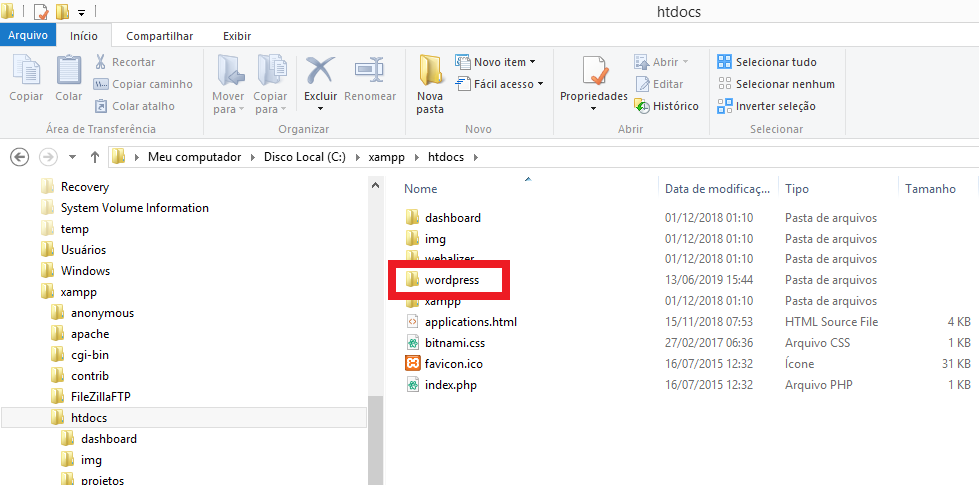 htdocs
Arquivo Início Compartilhar Exibir
Copiar Colar Recortar Copiar caminho Colar atalho
Área de Transferência
Mover para Copiar para Excluir Renomear
Organizar
Nova pasta Novo item Fácil acesso
Novo
Propriedades Abrir Editar Histórico
Abrir
Selecionar tudo Selecionar nenhum Inverter seleção
Selecionar
Meu computador Disco Local (C:) xampp htdocs
Recovery
System Volume Information
temp
Usuários
Windows
xampp
anonymous
apache
cgi-bin
contrib
FileZillaFTP
htdocs
dashboard
img
projetos
Nome Data de modificaç... Tipo Tamanho
dashboard 01/12/2018 01:10 Pasta de arquivos
img 01/12/2018 01:10 Pasta de arquivos
webalizer 01/12/2018 01:10 Pasta de arquivos
wordpress 13/06/2019 15:44 Pasta de arquivos
xampp 01/12/2018 01:10 Pasta de arquivos
applications.html 15/11/2018 07:53 HTML Source File 4 KB
bitnami.css 27/02/2017 06:36 Arquivo CSS 1 KB
favicon.ico 16/07/2015 12:32 Ícone 31 KB
index.php 16/07/2015 12:32 Arquivo PHP 1 KB